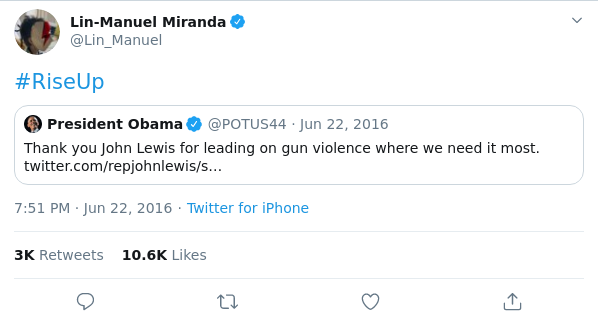 Lin-Manuel Miranda
@Lin_Manuel
#RiseUp
President Obama @POTUS44 · Jun 22, 2016
Thank you John Lewis for leading on gun violence where we need it most.
twitter.com/repjohnlewis/s…
7:51 PM · Jun 22, 2016 · Twitter for iPhone
3K Retweets 10.6K Likes